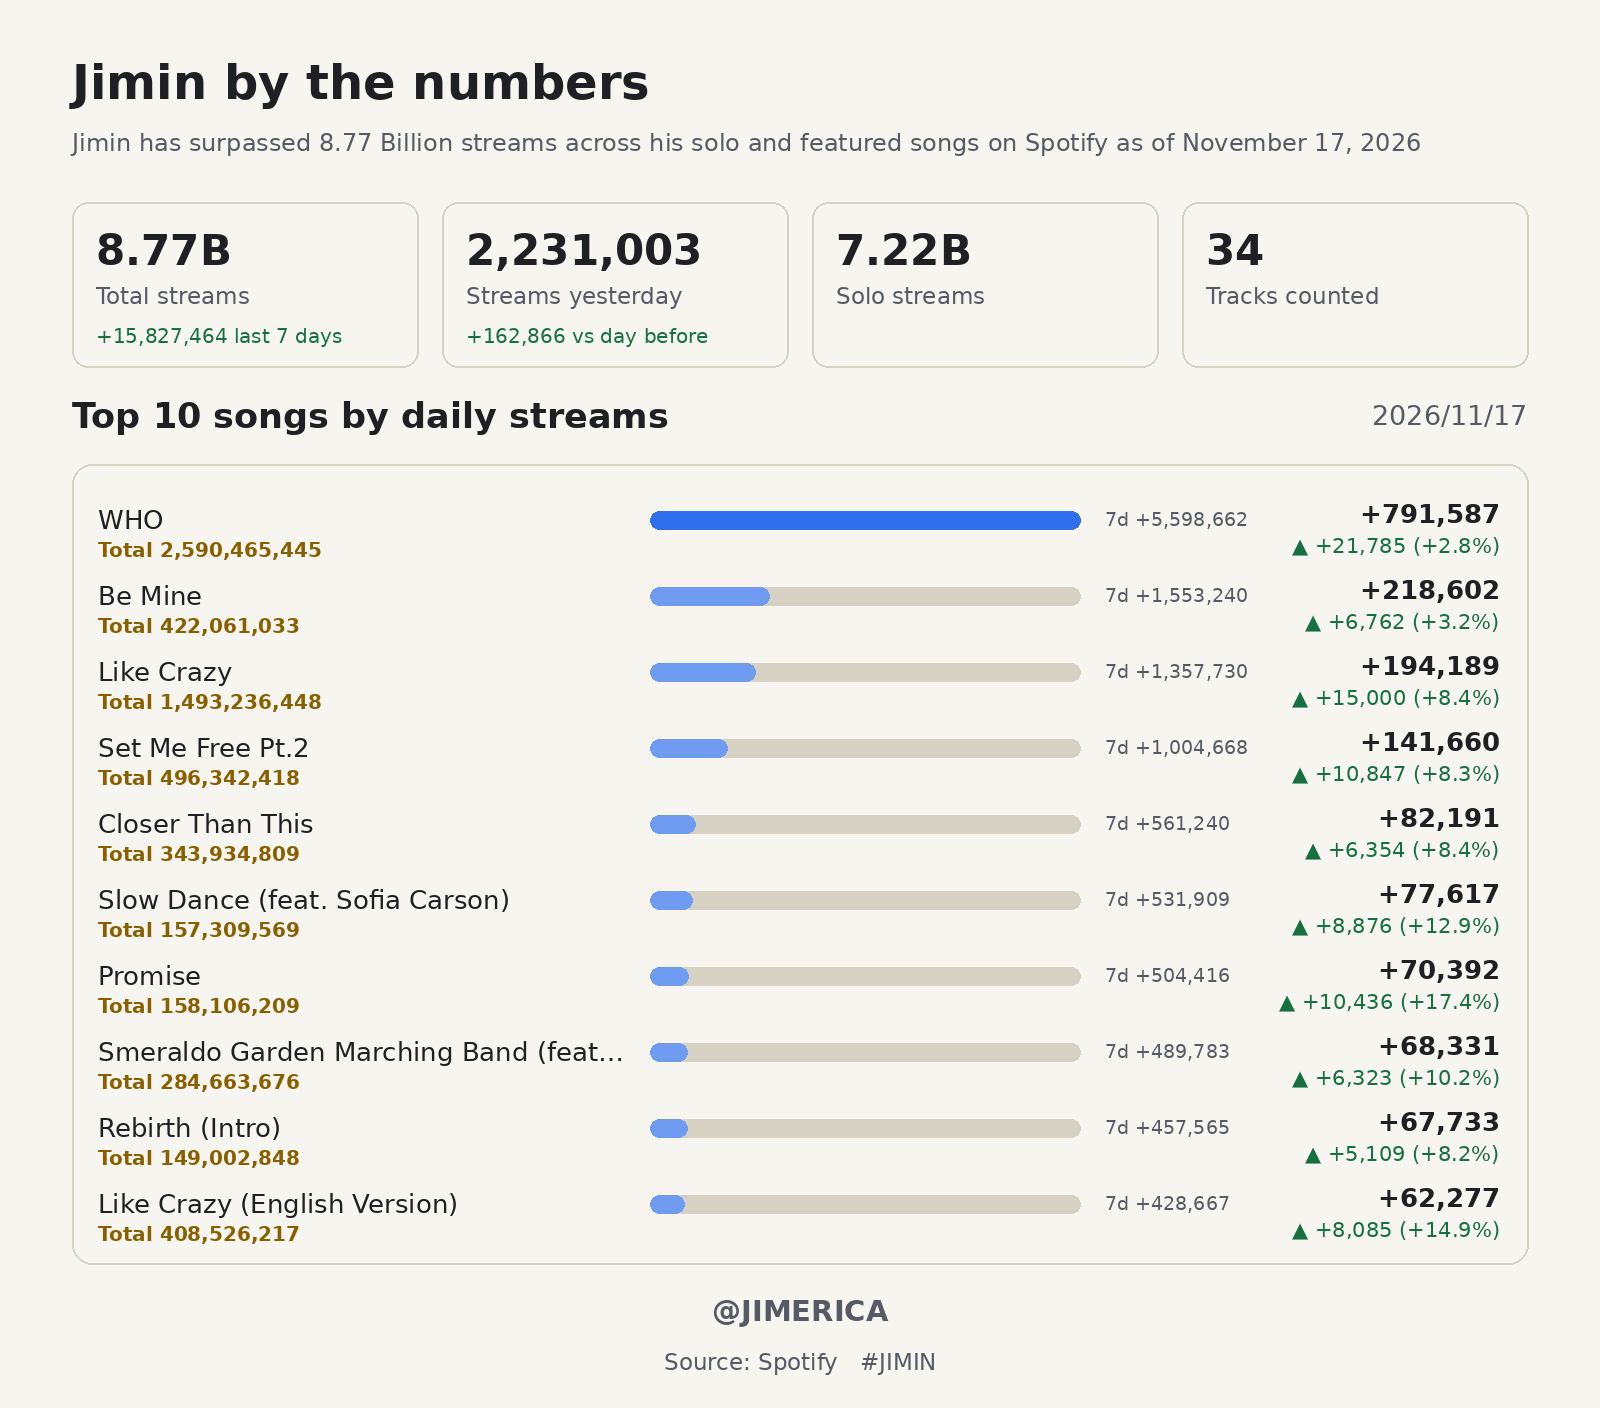 Jimin by the numbers
Jimin has surpassed 8.77 Billion streams across his solo and featured songs on Spotify as of November 17, 2026
8.77B
Total streams
+15,827,464 last 7 days
2,231,003
Streams yesterday
+162,866 vs day before
7.22B
Solo streams
34
Tracks counted
Top 10 songs by daily streams
2026/11/17
WHO
Total 2,590,465,445
7d +5,598,662
+791,587
▲ +21,785 (+2.8%)
Be Mine
Total 422,061,033
7d +1,553,240
+218,602
▲ +6,762 (+3.2%)
Like Crazy
Total 1,493,236,448
7d +1,357,730
+194,189
▲ +15,000 (+8.4%)
Set Me Free Pt.2
Total 496,342,418
7d +1,004,668
+141,660
▲ +10,847 (+8.3%)
Closer Than This
Total 343,934,809
7d +561,240
+82,191
▲ +6,354 (+8.4%)
Slow Dance (feat. Sofia Carson)
Total 157,309,569
7d +531,909
+77,617
▲ +8,876 (+12.9%)
Promise
Total 158,106,209
7d +504,416
+70,392
▲ +10,436 (+17.4%)
Smeraldo Garden Marching Band (feat…
Total 284,663,676
7d +489,783
+68,331
▲ +6,323 (+10.2%)
Rebirth (Intro)
Total 149,002,848
7d +457,565
+67,733
▲ +5,109 (+8.2%)
Like Crazy (English Version)
Total 408,526,217
7d +428,667
+62,277
▲ +8,085 (+14.9%)
@JIMERICA
Source: Spotify #JIMIN